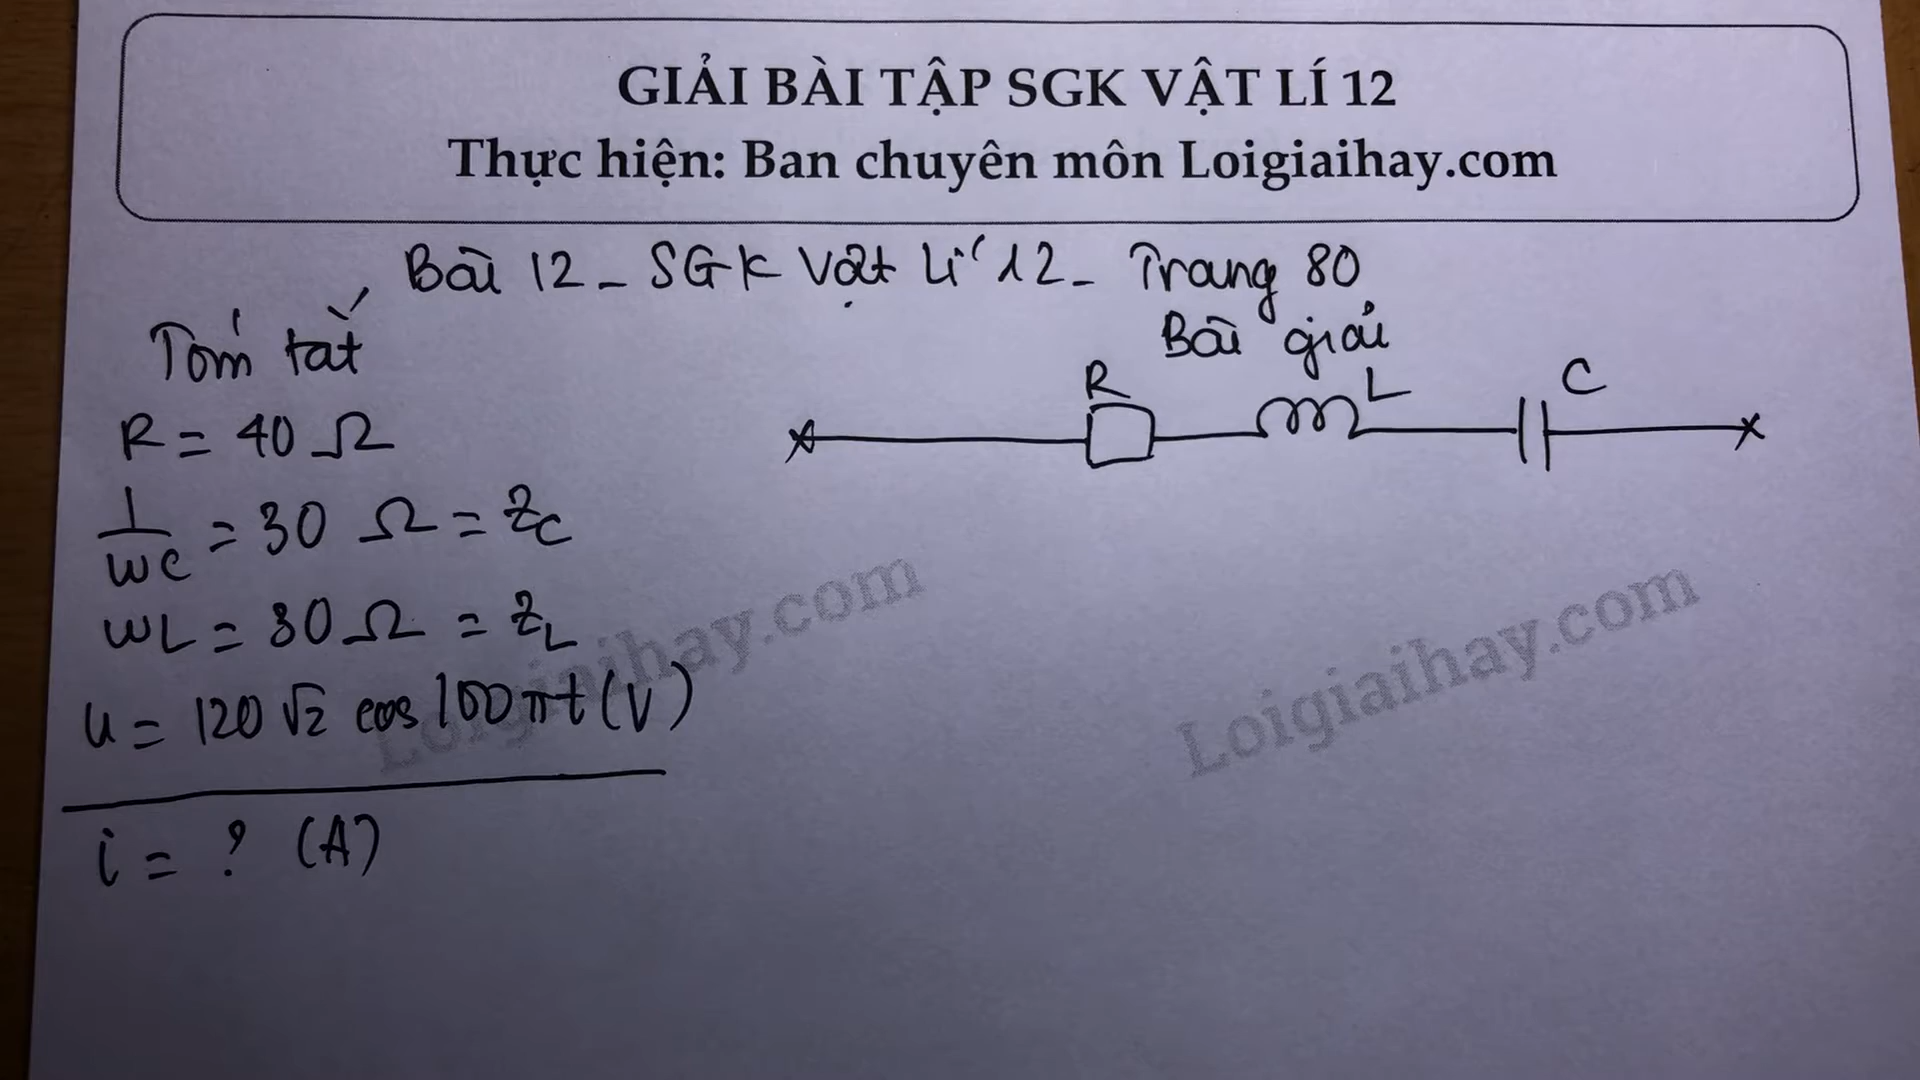 GIẢI BÀI TẬP SGK VẬT LÍ 12
Thực hiện: Ban chuyên môn Loigiaihay.com
Bài 12 - SGK Vật Lí 12 - Trang 80
Tóm tắt
Bài giải
R L C
R = 40 Ω
1/ωC = 30 Ω = ZC
ωL = 30 Ω = ZL
u = 120√2 cos 100πt (V)
i = ? (A)
Loigiaihay.com
Loigiaihay.com